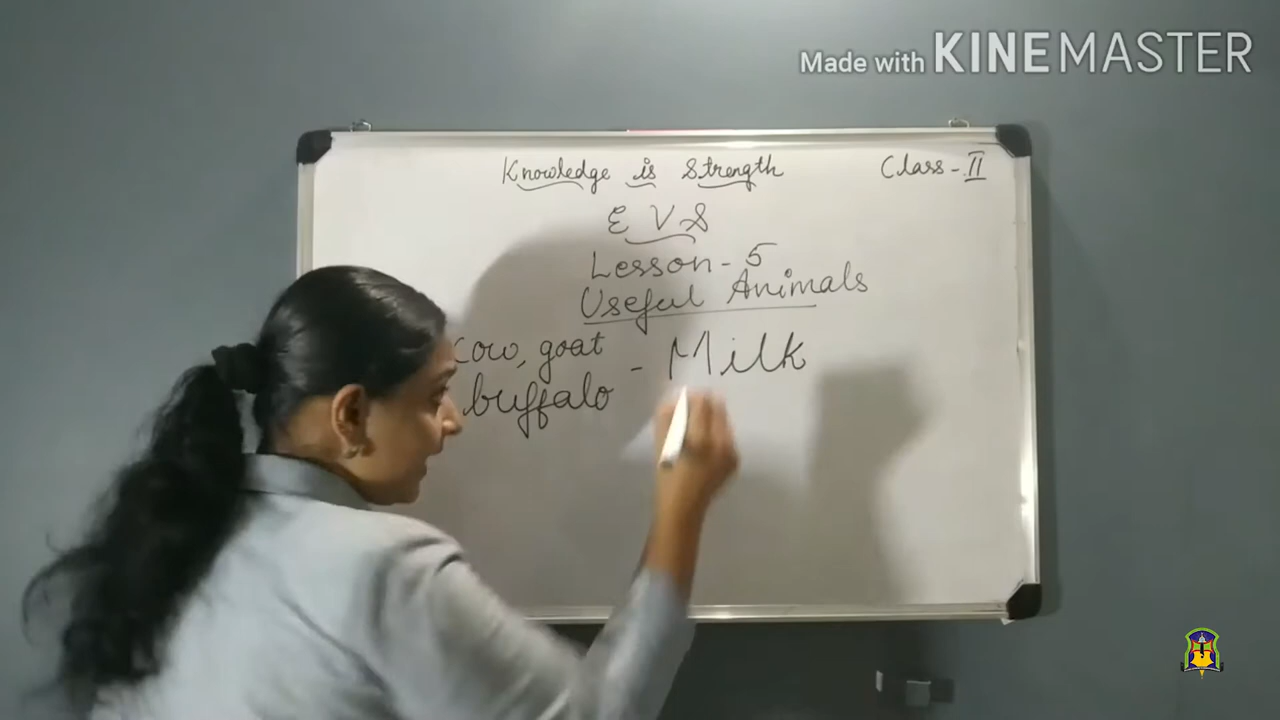 Made with KINEMASTER
Knowledge is Strength
Class - II
E V S
Lesson - 5
Useful Animals
Cow, goat
buffalo - Milk